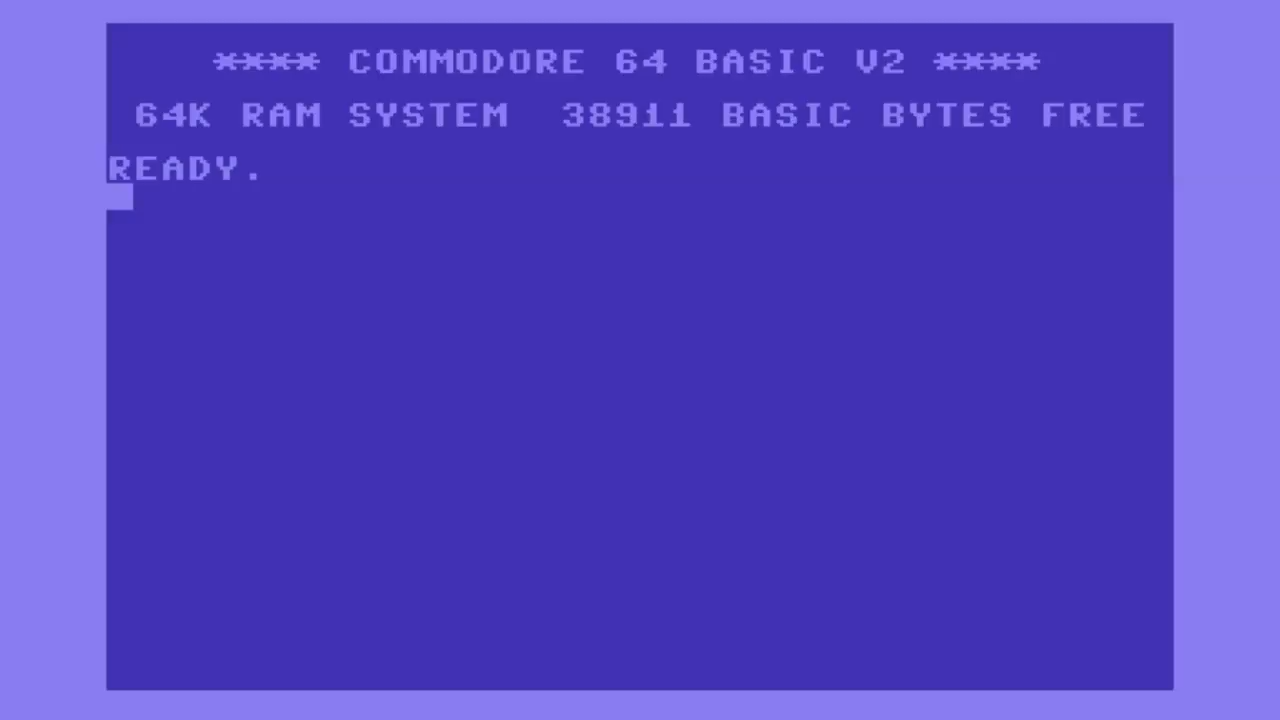 **** COMMODORE 64 BASIC V2 ****
64K RAM SYSTEM  38911 BASIC BYTES FREE
READY.